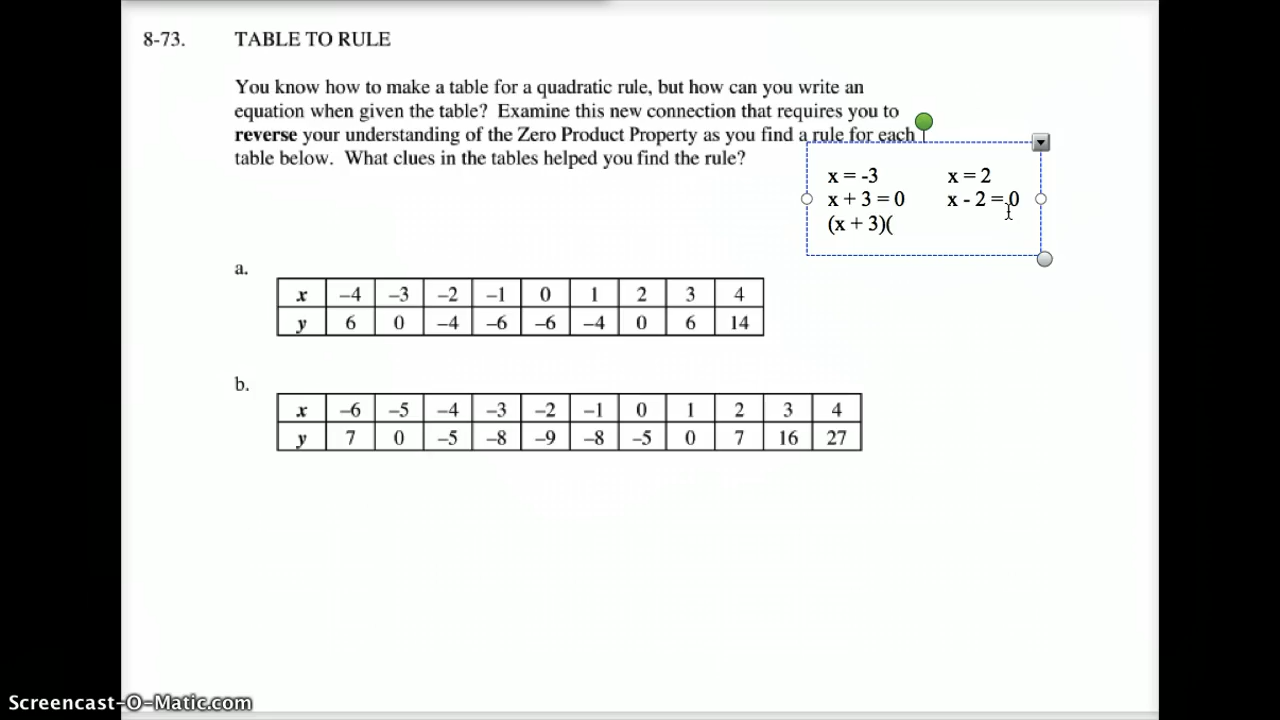 8-73. TABLE TO RULE
You know how to make a table for a quadratic rule, but how can you write an
equation when given the table? Examine this new connection that requires you to
reverse your understanding of the Zero Product Property as you find a rule for each
table below. What clues in the tables helped you find the rule?
x = -3 x = 2
x + 3 = 0 x - 2 = 0
(x + 3)(
a.
x –4 –3 –2 –1 0 1 2 3 4
y 6 0 –4 –6 –6 –4 0 6 14
b.
x –6 –5 –4 –3 –2 –1 0 1 2 3 4
y 7 0 –5 –8 –9 –8 –5 0 7 16 27
Screencast-O-Matic.com